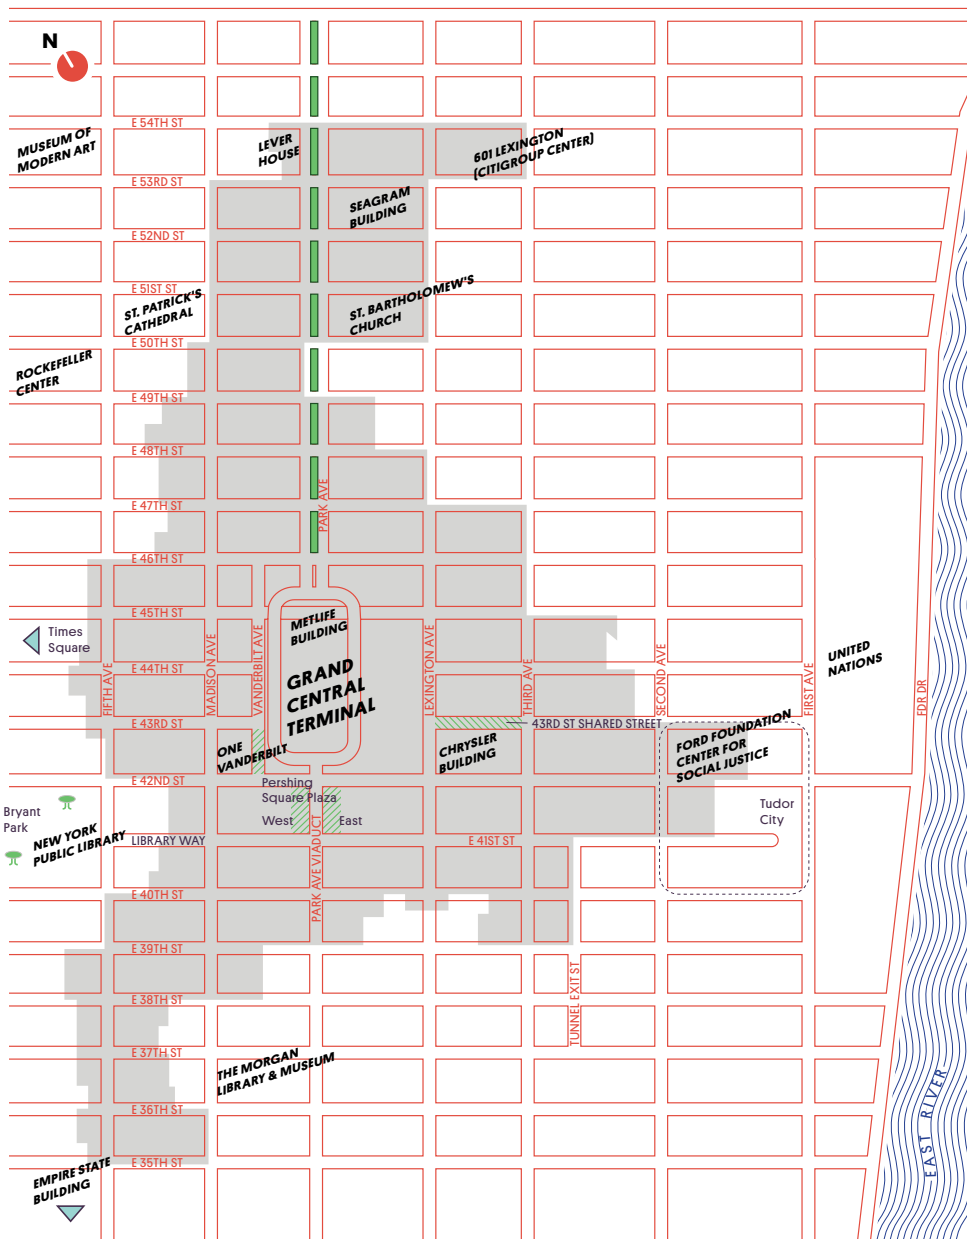 N
E 54TH ST
MUSEUM OF
MODERN ART
LEVER
HOUSE
601 LEXINGTON
(CITIGROUP CENTER)
E 53RD ST
SEAGRAM
BUILDING
E 52ND ST
E 51ST ST
ST. PATRICK'S
CATHEDRAL
ST. BARTHOLOMEW'S
CHURCH
E 50TH ST
ROCKEFELLER
CENTER
E 49TH ST
E 48TH ST
PARK AVE
E 47TH ST
E 46TH ST
E 45TH ST
METLIFE
BUILDING
Times
Square
FIFTH AVE
MADISON AVE
VANDERBILT AVE
LEXINGTON AVE
THIRD AVE
SECOND AVE
FIRST AVE
FDR DR
UNITED
NATIONS
E 44TH ST
GRAND
CENTRAL
TERMINAL
E 43RD ST
43RD ST SHARED STREET
ONE
VANDERBILT
CHRYSLER
BUILDING
FORD FOUNDATION
CENTER FOR
SOCIAL JUSTICE
E 42ND ST
Pershing
Square Plaza
West
East
Bryant
Park
Tudor
City
NEW YORK
PUBLIC LIBRARY
LIBRARY WAY
PARK AVE VIADUCT
E 41ST ST
E 40TH ST
E 39TH ST
TUNNEL EXIT ST
E 38TH ST
E 37TH ST
THE MORGAN
LIBRARY & MUSEUM
E 36TH ST
EAST RIVER
E 35TH ST
EMPIRE STATE
BUILDING